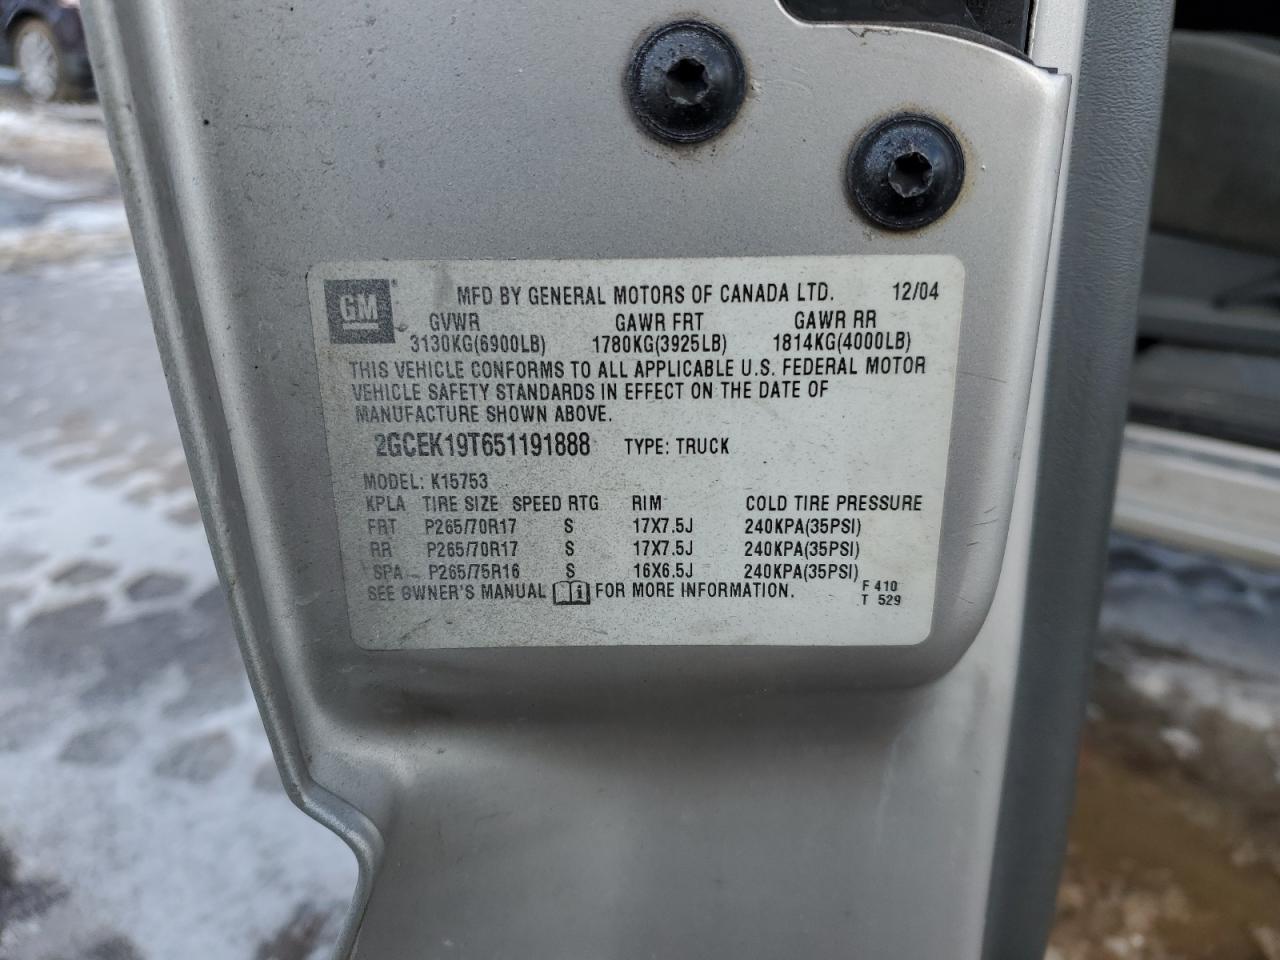 GM
MFD BY GENERAL MOTORS OF CANADA LTD. 12/04
GVWR GAWR FRT GAWR RR
3130KG(6900LB) 1780KG(3925LB) 1814KG(4000LB)
THIS VEHICLE CONFORMS TO ALL APPLICABLE U.S. FEDERAL MOTOR
VEHICLE SAFETY STANDARDS IN EFFECT ON THE DATE OF
MANUFACTURE SHOWN ABOVE.
2GCEK19T651191888 TYPE: TRUCK
MODEL: K15753
KPLA TIRE SIZE SPEED RTG RIM COLD TIRE PRESSURE
FRT P265/70R17 S 17X7.5J 240KPA(35PSI)
RR P265/70R17 S 17X7.5J 240KPA(35PSI)
SPA P265/75R16 S 16X6.5J 240KPA(35PSI)
SEE OWNER'S MANUAL i FOR MORE INFORMATION.
F 410
T 529